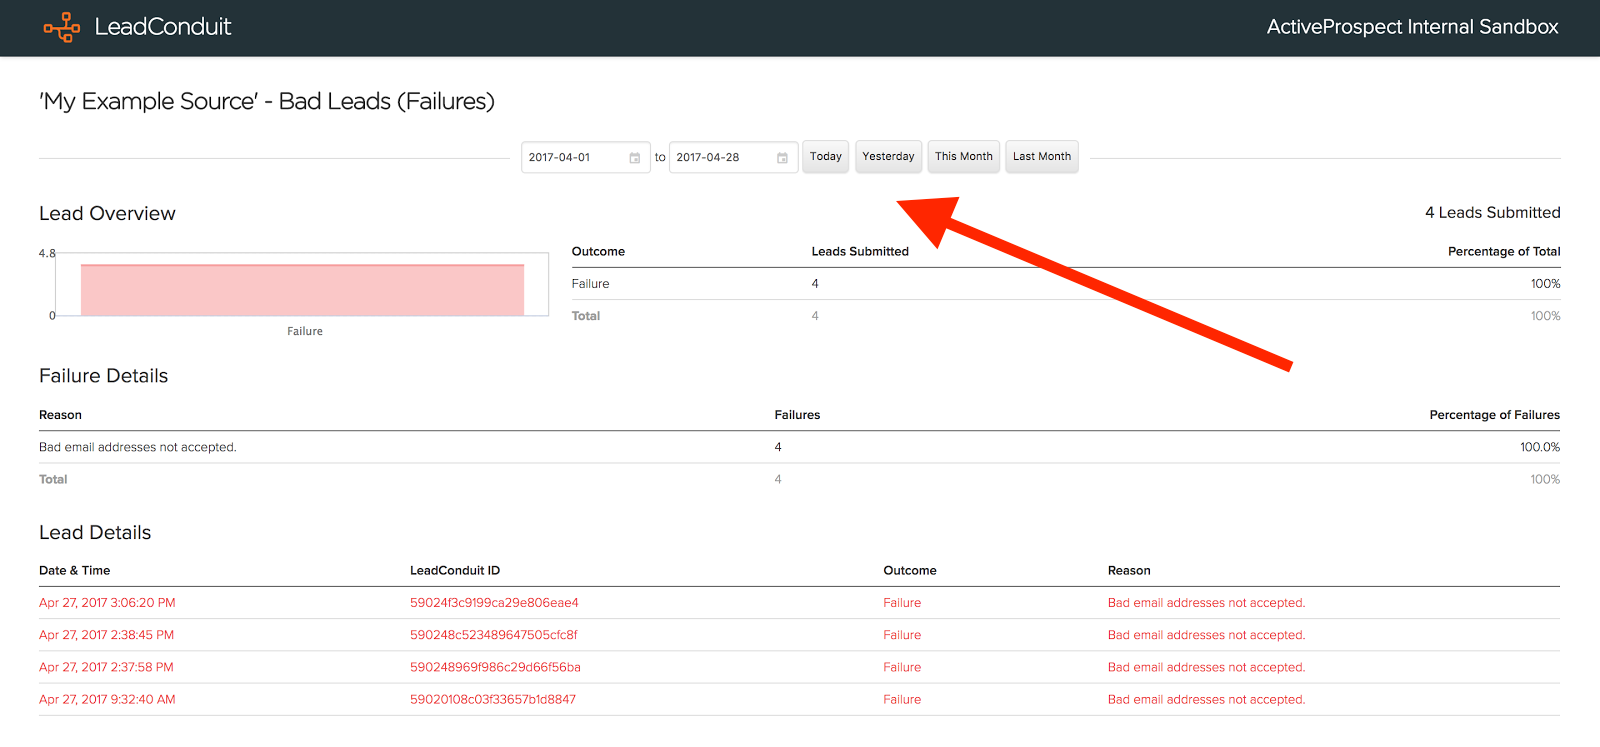 LeadConduit
ActiveProspect Internal Sandbox
'My Example Source' - Bad Leads (Failures)
2017-04-01 to 2017-04-28 Today Yesterday This Month Last Month
Lead Overview
4 Leads Submitted
4.8
0
Failure
Outcome Leads Submitted Percentage of Total
Failure 4 100%
Total 4 100%
Failure Details
Reason Failures Percentage of Failures
Bad email addresses not accepted. 4 100.0%
Total 4 100%
Lead Details
Date & Time LeadConduit ID Outcome Reason
Apr 27, 2017 3:06:20 PM 59024f3c9199ca29e806eae4 Failure Bad email addresses not accepted.
Apr 27, 2017 2:38:45 PM 590248c523489647505cfc8f Failure Bad email addresses not accepted.
Apr 27, 2017 2:37:58 PM 590248969f986c29d66f56ba Failure Bad email addresses not accepted.
Apr 27, 2017 9:32:40 AM 59020108c03f33657b1d8847 Failure Bad email addresses not accepted.